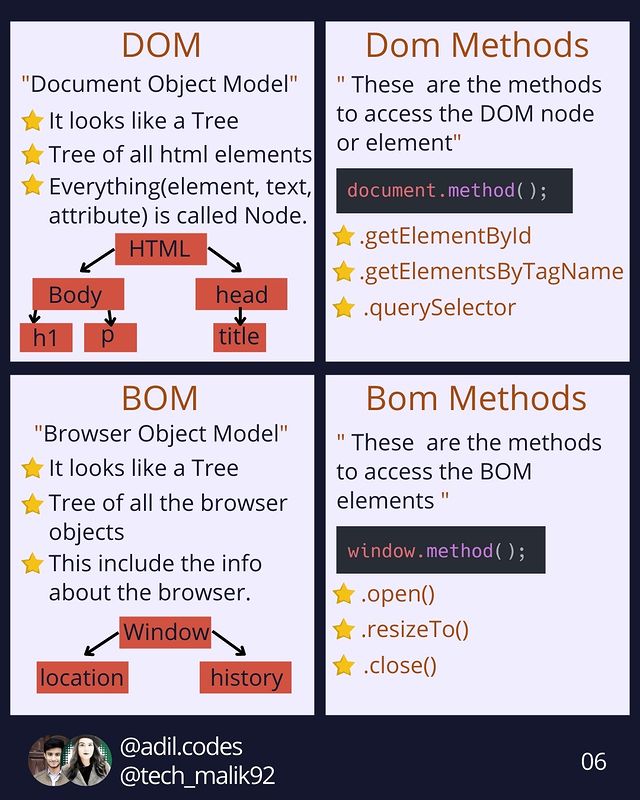 DOM
"Document Object Model"
It looks like a Tree
Tree of all html elements
Everything(element, text,
attribute) is called Node.
HTML
Body
head
h1
p
title
Dom Methods
" These are the methods
to access the DOM node
or element"
document.method();
.getElementById
.getElementsByTagName
.querySelector
BOM
"Browser Object Model"
It looks like a Tree
Tree of all the browser
objects
This include the info
about the browser.
Window
location
history
Bom Methods
" These are the methods
to access the BOM
elements "
window.method();
.open()
.resizeTo()
.close()
@adil.codes
@tech_malik92
06